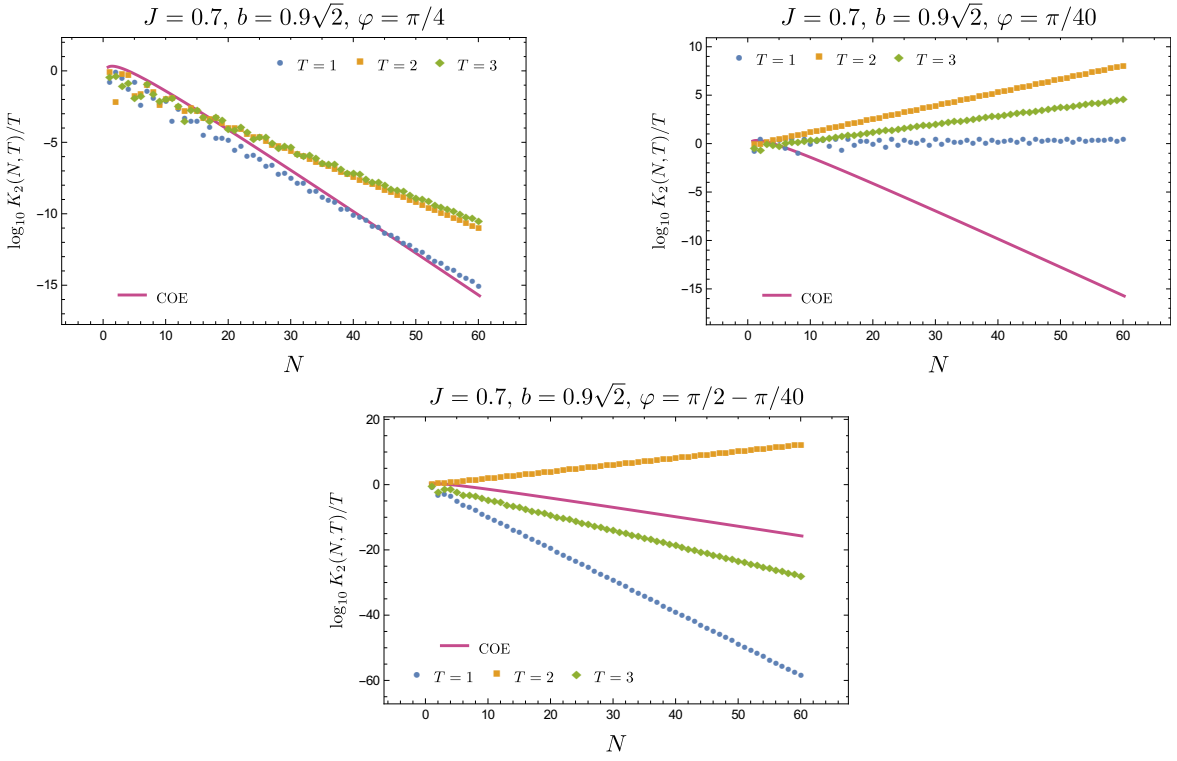 J = 0.7, b = 0.9√2, φ = π/4
log₁₀ K₂(N, T)/T
0
−5
−10
−15
T = 1
T = 2
T = 3
COE
0 10 20 30 40 50 60
N
J = 0.7, b = 0.9√2, φ = π/40
log₁₀ K₂(N, T)/T
10
5
0
−5
−10
−15
T = 1
T = 2
T = 3
COE
0 10 20 30 40 50 60
N
J = 0.7, b = 0.9√2, φ = π/2 − π/40
log₁₀ K₂(N, T)/T
20
0
−20
−40
−60
COE
T = 1
T = 2
T = 3
0 10 20 30 40 50 60
N